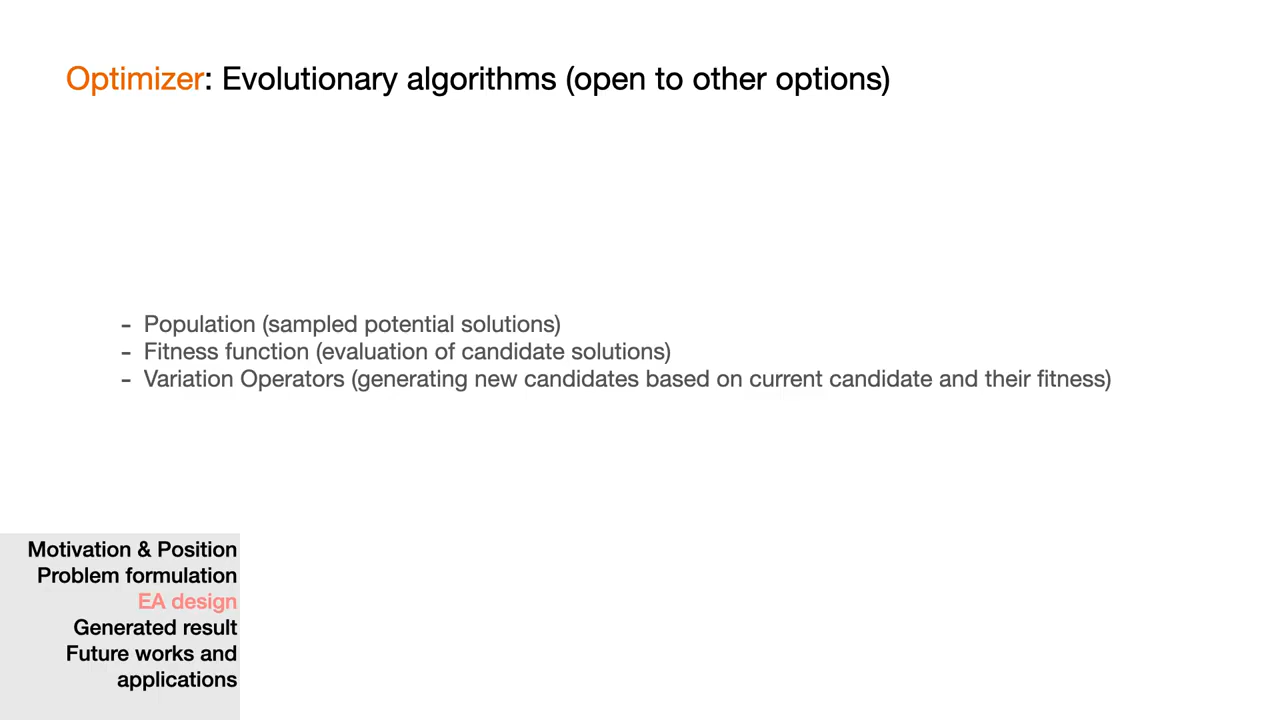 Optimizer: Evolutionary algorithms (open to other options)
- Population (sampled potential solutions)
- Fitness function (evaluation of candidate solutions)
- Variation Operators (generating new candidates based on current candidate and their fitness)
Motivation & Position
Problem formulation
EA design
Generated result
Future works and
applications